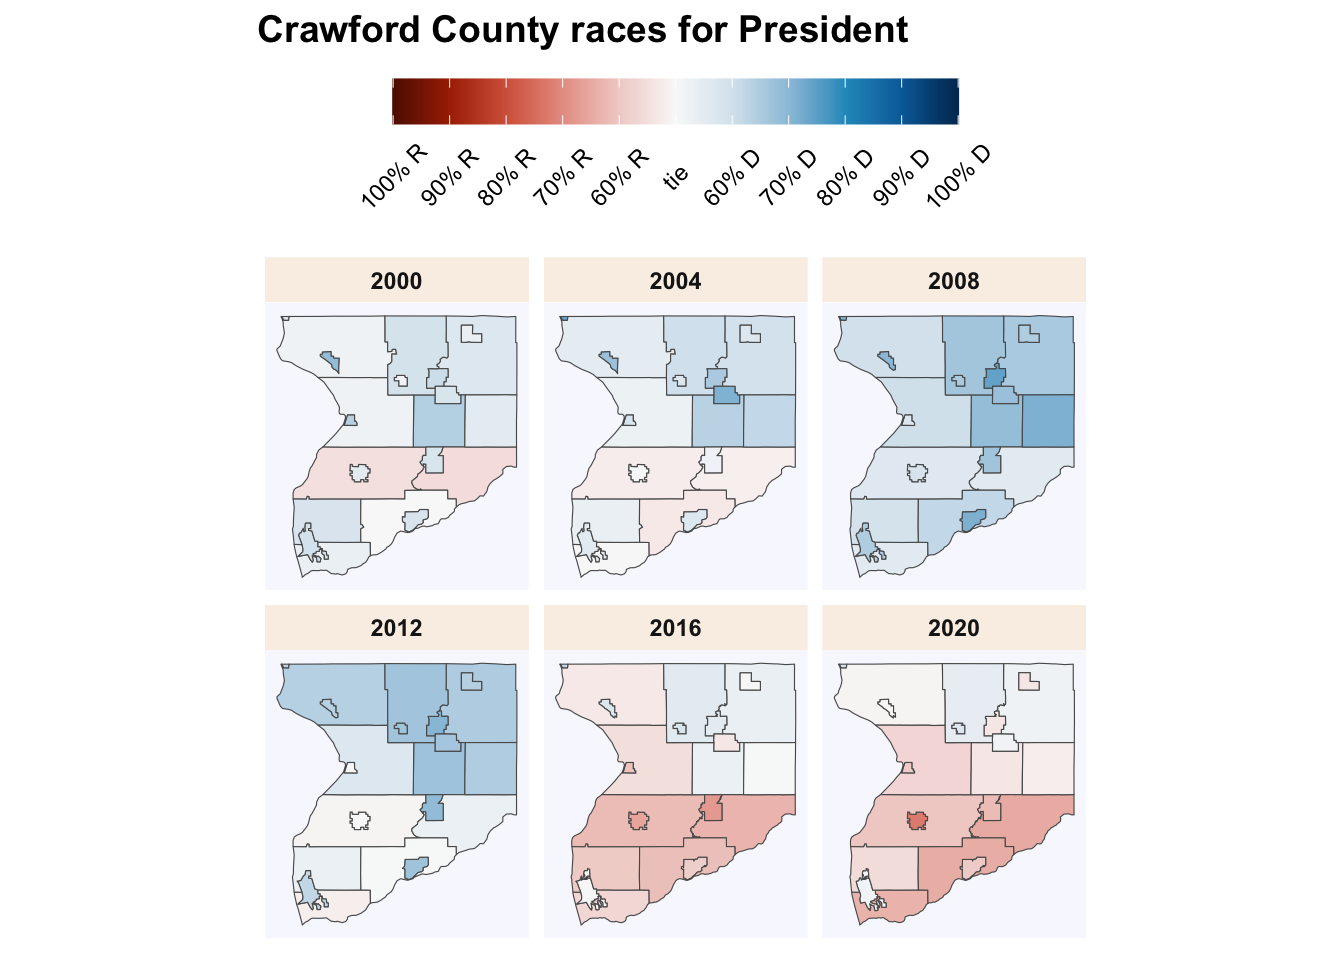 Crawford County races for President
100% R 90% R 80% R 70% R 60% R tie 60% D 70% D 80% D 90% D 100% D
2000 2004 2008
2012 2016 2020